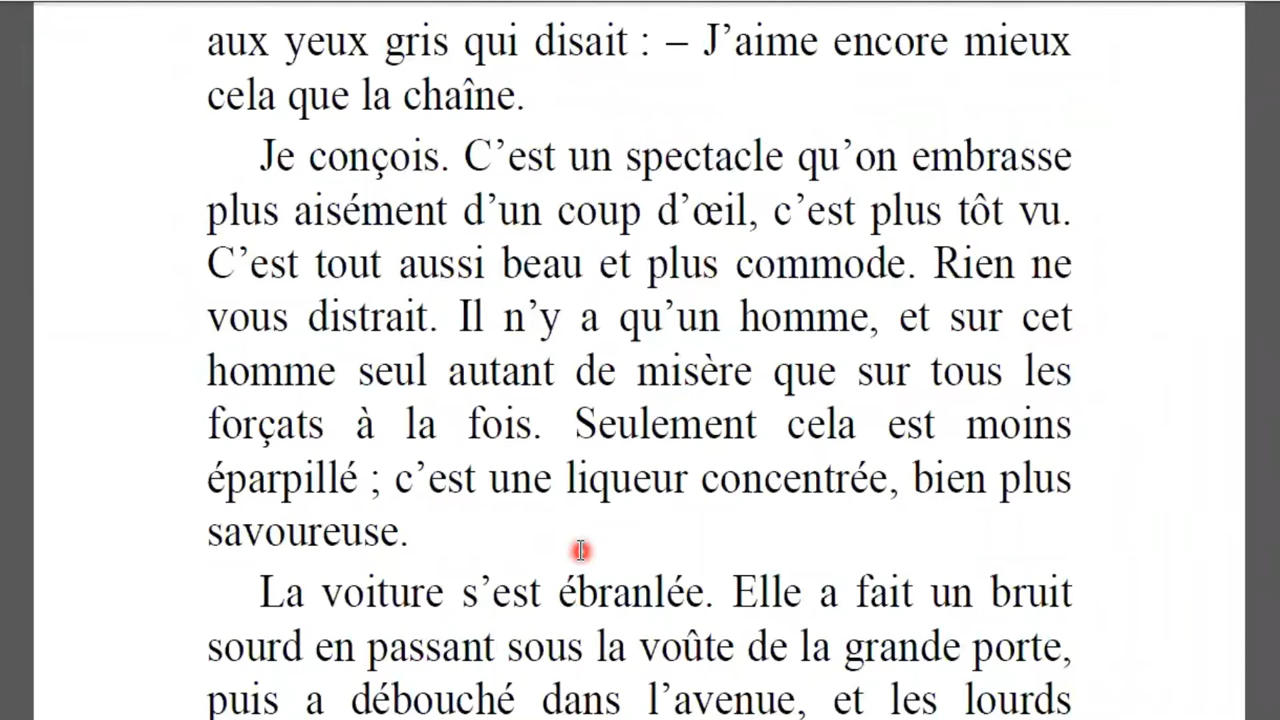 aux yeux gris qui disait : – J’aime encore mieux
cela que la chaîne.
Je conçois. C’est un spectacle qu’on embrasse
plus aisément d’un coup d’œil, c’est plus tôt vu.
C’est tout aussi beau et plus commode. Rien ne
vous distrait. Il n’y a qu’un homme, et sur cet
homme seul autant de misère que sur tous les
forçats à la fois. Seulement cela est moins
éparpillé ; c’est une liqueur concentrée, bien plus
savoureuse.
La voiture s’est ébranlée. Elle a fait un bruit
sourd en passant sous la voûte de la grande porte,
puis a débouché dans l’avenue, et les lourds